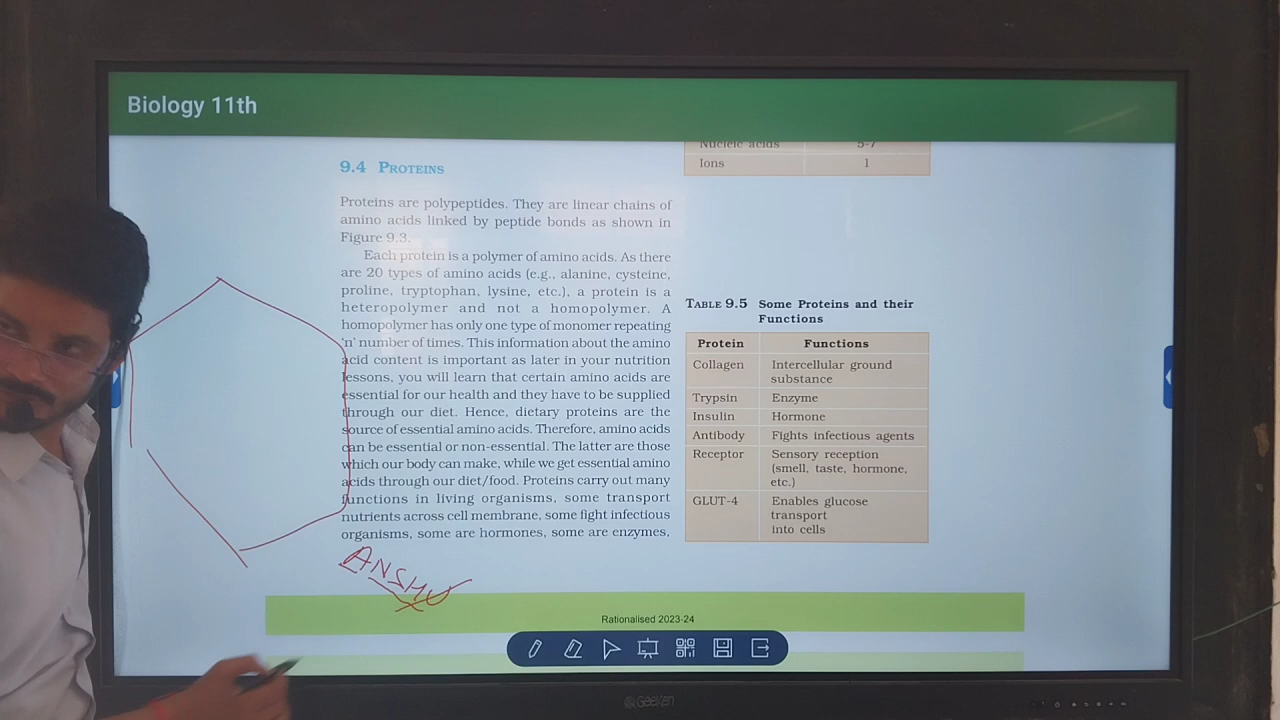 Biology 11th
Nucleic acids 5-7
Ions 1
9.4 PROTEINS
Proteins are polypeptides. They are linear chains of
amino acids linked by peptide bonds as shown in
Figure 9.3.
Each protein is a polymer of amino acids. As there
are 20 types of amino acids (e.g., alanine, cysteine,
proline, tryptophan, lysine, etc.), a protein is a
heteropolymer and not a homopolymer. A
homopolymer has only one type of monomer repeating
'n' number of times. This information about the amino
acid content is important as later in your nutrition
lessons, you will learn that certain amino acids are
essential for our health and they have to be supplied
through our diet. Hence, dietary proteins are the
source of essential amino acids. Therefore, amino acids
can be essential or non-essential. The latter are those
which our body can make, while we get essential amino
acids through our diet/food. Proteins carry out many
functions in living organisms, some transport
nutrients across cell membrane, some fight infectious
organisms, some are hormones, some are enzymes,
TABLE 9.5 Some Proteins and their
Functions
Protein Functions
Collagen Intercellular ground
substance
Trypsin Enzyme
Insulin Hormone
Antibody Fights infectious agents
Receptor Sensory reception
(smell, taste, hormone,
etc.)
GLUT-4 Enables glucose
transport
into cells
ANSHU
Rationalised 2023-24
GeeKen